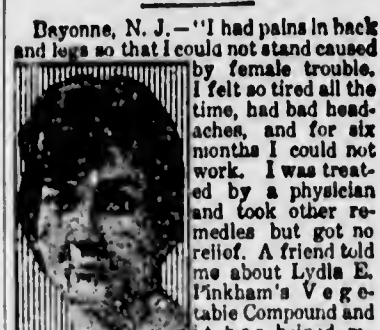 Bayonne, N. J.—"I had pains in back
and legs so that I could not stand caused
by female trouble.
I felt so tired all the
time, had bad head-
aches, and for six
months I could not
work. I was treat-
ed by a physician
and took other re-
medies but got no
relief. A friend told
me about Lydia E.
Pinkham's Vege-
table Compound and